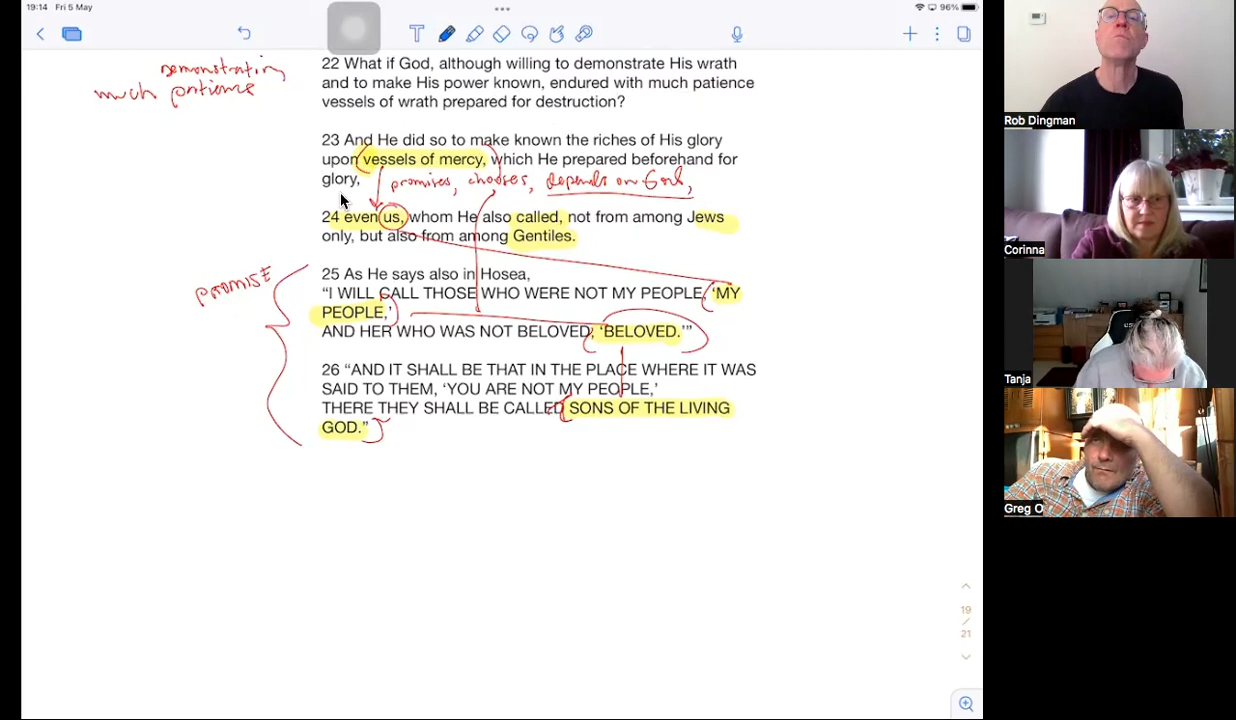 19:14 Fri 5 May
96%
Demonstrating
much patience
22 What if God, although willing to demonstrate His wrath
and to make His power known, endured with much patience
vessels of wrath prepared for destruction?
23 And He did so to make known the riches of His glory
upon vessels of mercy, which He prepared beforehand for
glory,
promises, chooses, depends on God,
24 even us, whom He also called, not from among Jews
only, but also from among Gentiles.
PROMISE
25 As He says also in Hosea,
“I WILL CALL THOSE WHO WERE NOT MY PEOPLE, ‘MY
PEOPLE,’
AND HER WHO WAS NOT BELOVED, ‘BELOVED.’”
26 “AND IT SHALL BE THAT IN THE PLACE WHERE IT WAS
SAID TO THEM, ‘YOU ARE NOT MY PEOPLE,’
THERE THEY SHALL BE CALLED SONS OF THE LIVING
GOD.”
19
/
21
Rob Dingman
Corinna
Tanja
Greg O